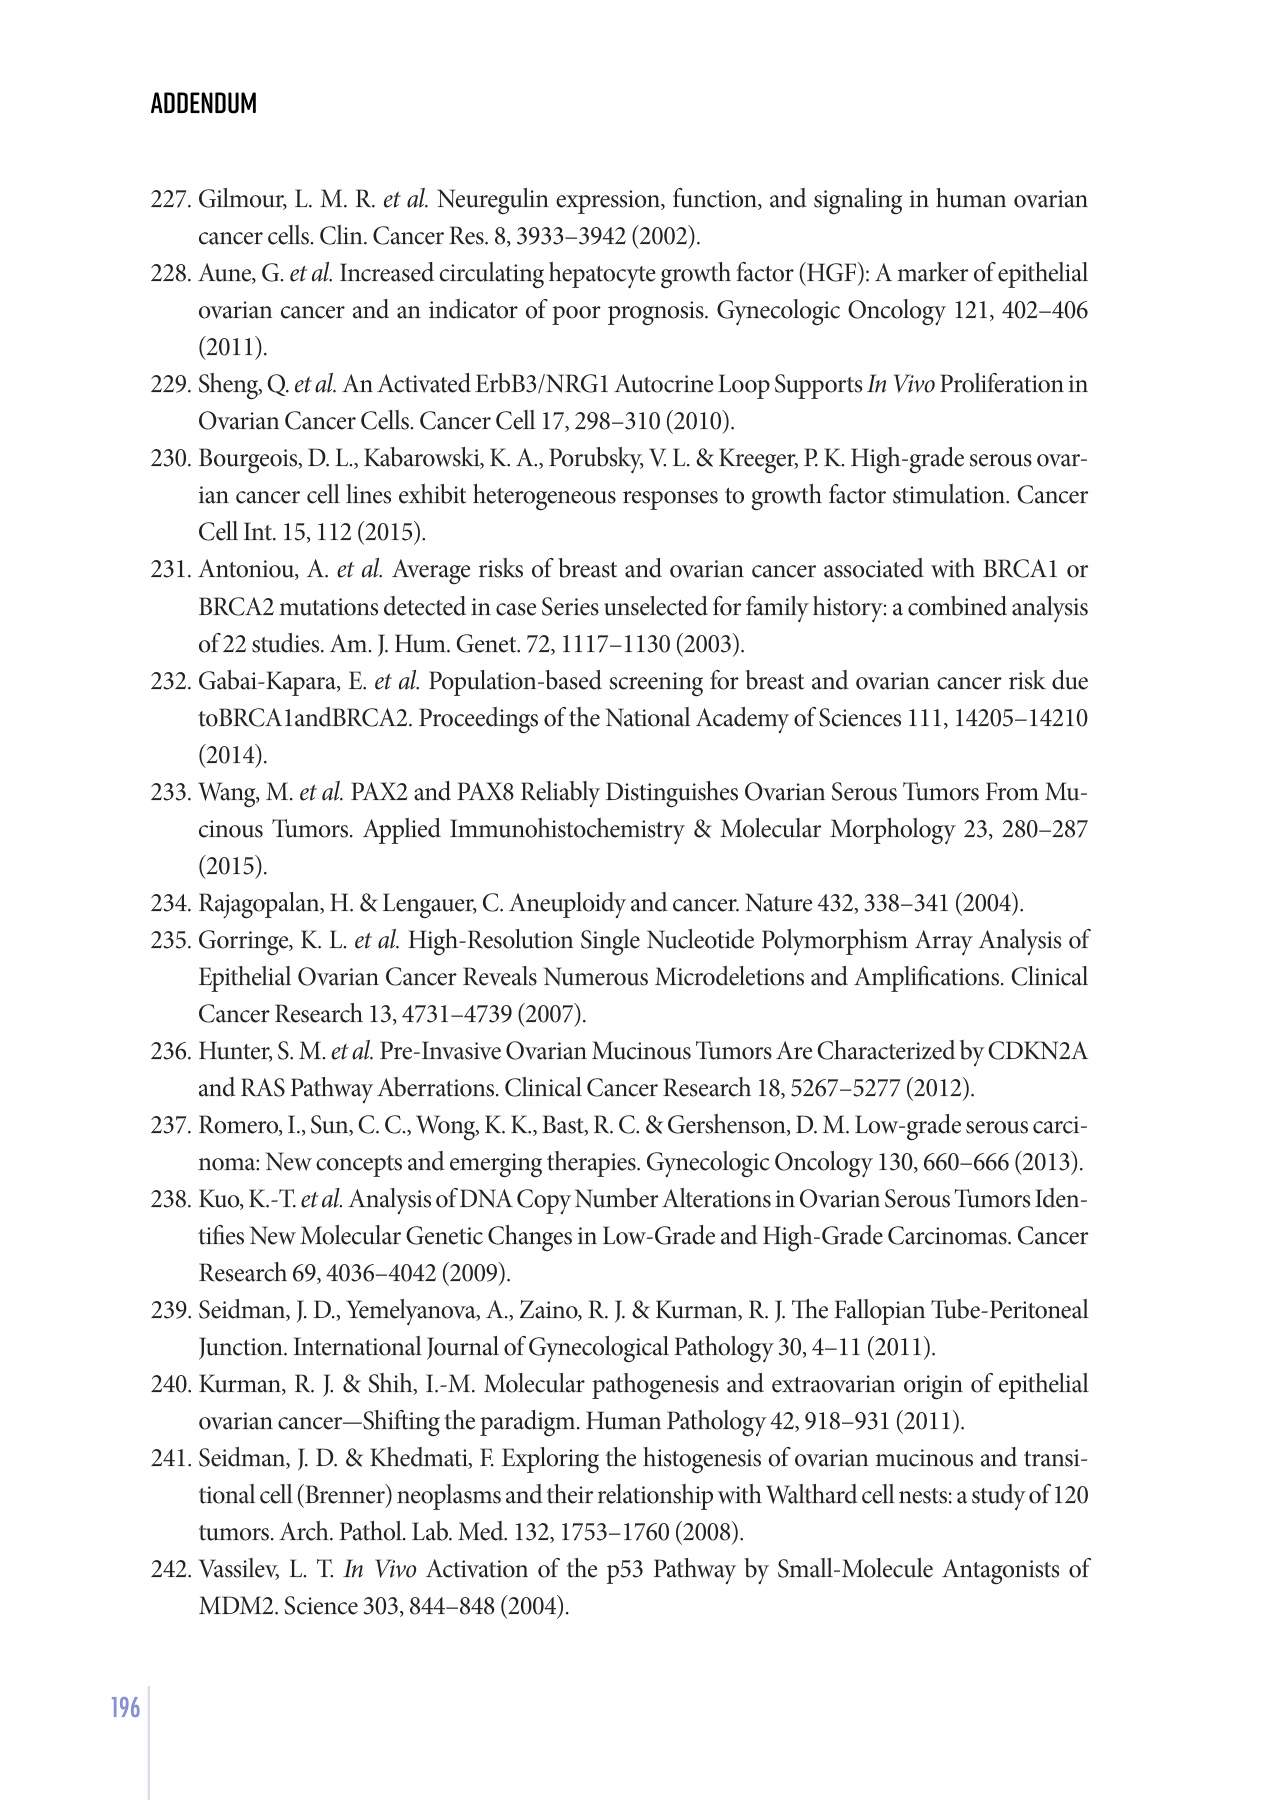 ADDENDUM
227. Gilmour, L. M. R. et al. Neuregulin expression, function, and signaling in human ovarian
cancer cells. Clin. Cancer Res. 8, 3933–3942 (2002).
228. Aune, G. et al. Increased circulating hepatocyte growth factor (HGF): A marker of epithelial
ovarian cancer and an indicator of poor prognosis. Gynecologic Oncology 121, 402–406
(2011).
229. Sheng, Q. et al. An Activated ErbB3/NRG1 Autocrine Loop Supports In Vivo Proliferation in
Ovarian Cancer Cells. Cancer Cell 17, 298–310 (2010).
230. Bourgeois, D. L., Kabarowski, K. A., Porubsky, V. L. & Kreeger, P. K. High-grade serous ovar-
ian cancer cell lines exhibit heterogeneous responses to growth factor stimulation. Cancer
Cell Int. 15, 112 (2015).
231. Antoniou, A. et al. Average risks of breast and ovarian cancer associated with BRCA1 or
BRCA2 mutations detected in case Series unselected for family history: a combined analysis
of 22 studies. Am. J. Hum. Genet. 72, 1117–1130 (2003).
232. Gabai-Kapara, E. et al. Population-based screening for breast and ovarian cancer risk due
toBRCA1andBRCA2. Proceedings of the National Academy of Sciences 111, 14205–14210
(2014).
233. Wang, M. et al. PAX2 and PAX8 Reliably Distinguishes Ovarian Serous Tumors From Mu-
cinous Tumors. Applied Immunohistochemistry & Molecular Morphology 23, 280–287
(2015).
234. Rajagopalan, H. & Lengauer, C. Aneuploidy and cancer. Nature 432, 338–341 (2004).
235. Gorringe, K. L. et al. High-Resolution Single Nucleotide Polymorphism Array Analysis of
Epithelial Ovarian Cancer Reveals Numerous Microdeletions and Amplifications. Clinical
Cancer Research 13, 4731–4739 (2007).
236. Hunter, S. M. et al. Pre-Invasive Ovarian Mucinous Tumors Are Characterized by CDKN2A
and RAS Pathway Aberrations. Clinical Cancer Research 18, 5267–5277 (2012).
237. Romero, I., Sun, C. C., Wong, K. K., Bast, R. C. & Gershenson, D. M. Low-grade serous carci-
noma: New concepts and emerging therapies. Gynecologic Oncology 130, 660–666 (2013).
238. Kuo, K.-T. et al. Analysis of DNA Copy Number Alterations in Ovarian Serous Tumors Iden-
tifies New Molecular Genetic Changes in Low-Grade and High-Grade Carcinomas. Cancer
Research 69, 4036–4042 (2009).
239. Seidman, J. D., Yemelyanova, A., Zaino, R. J. & Kurman, R. J. The Fallopian Tube-Peritoneal
Junction. International Journal of Gynecological Pathology 30, 4–11 (2011).
240. Kurman, R. J. & Shih, I.-M. Molecular pathogenesis and extraovarian origin of epithelial
ovarian cancer—Shifting the paradigm. Human Pathology 42, 918–931 (2011).
241. Seidman, J. D. & Khedmati, F. Exploring the histogenesis of ovarian mucinous and transi-
tional cell (Brenner) neoplasms and their relationship with Walthard cell nests: a study of 120
tumors. Arch. Pathol. Lab. Med. 132, 1753–1760 (2008).
242. Vassilev, L. T. In Vivo Activation of the p53 Pathway by Small-Molecule Antagonists of
MDM2. Science 303, 844–848 (2004).
196